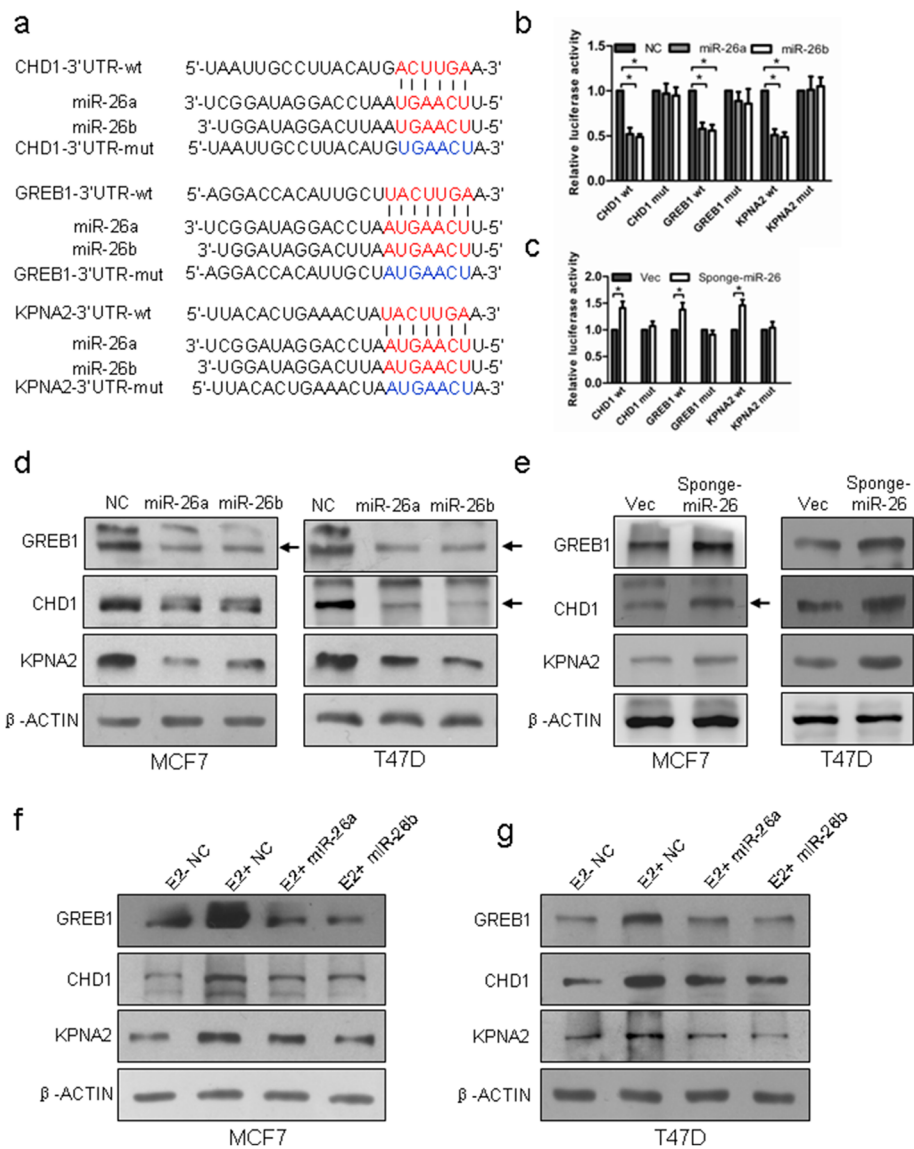 a
CHD1-3'UTR-wt 5'-UAAUUGCCUUACAUGACUUGAA-3'
miR-26a 3'-UCGGAUAGGACCUAAUGAACUU-5'
miR-26b 3'-UGGAUAGGACUUAAUGAACUU-5'
CHD1-3'UTR-mut 5'-UAAUUGCCUUACAUGUGAACUA-3'
GREB1-3'UTR-wt 5'-AGGACCACAUUGCUUACUUGAA-3'
miR-26a 3'-UCGGAUAGGACCUAAUGAACUU-5'
miR-26b 3'-UGGAUAGGACUUAAUGAACUU-5'
GREB1-3'UTR-mut 5'-AGGACCACAUUGCUAUGAACUA-3'
KPNA2-3'UTR-wt 5'-UUACACUGAAACUAUACUUGAA-3'
miR-26a 3'-UCGGAUAGGACCUAAUGAACUU-5'
miR-26b 3'-UGGAUAGGACUUAAUGAACUU-5'
KPNA2-3'UTR-mut 5'-UUACACUGAAACUAAUGAACUA-3'
b
NC miR-26a miR-26b
Relative luciferase activity
1.5
1.0
0.5
0.0
* * * * * *
CHD1 wt CHD1 mut GREB1 wt GREB1 mut KPNA2 wt KPNA2 mut
c
Vec Sponge-miR-26
Relative luciferase activity
2.0
1.5
1.0
0.5
0.0
* * *
CHD1 wt CHD1 mut GREB1 wt GREB1 mut KPNA2 wt KPNA2 mut
d
NC miR-26a miR-26b NC miR-26a miR-26b
GREB1
CHD1
KPNA2
β-ACTIN
MCF7 T47D
e
Vec Sponge-
miR-26
Vec Sponge-
miR-26
GREB1
CHD1
KPNA2
β-ACTIN
MCF7 T47D
f
E2- NC E2+ NC E2+ miR-26a E2+ miR-26b
GREB1
CHD1
KPNA2
β-ACTIN
MCF7
g
E2- NC E2+ NC E2+ miR-26a E2+ miR-26b
GREB1
CHD1
KPNA2
β-ACTIN
T47D